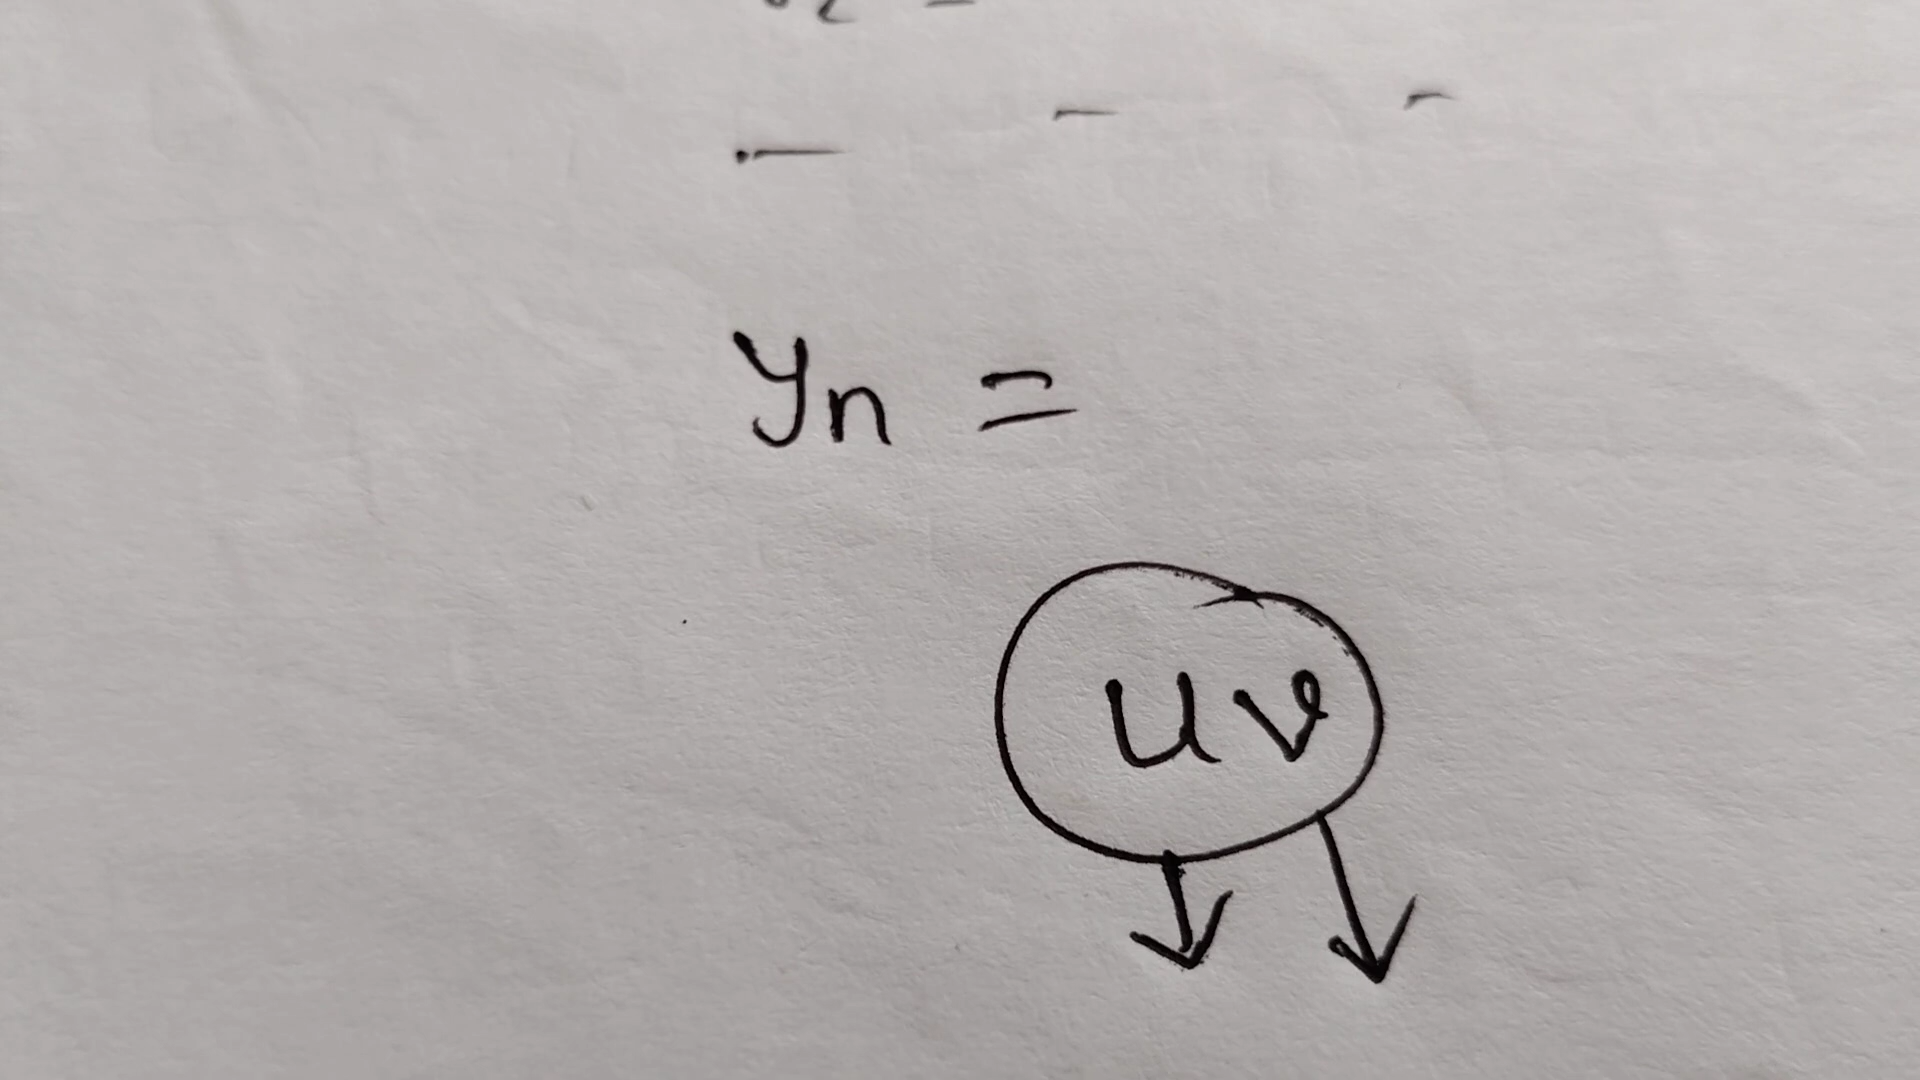 yn =
uv